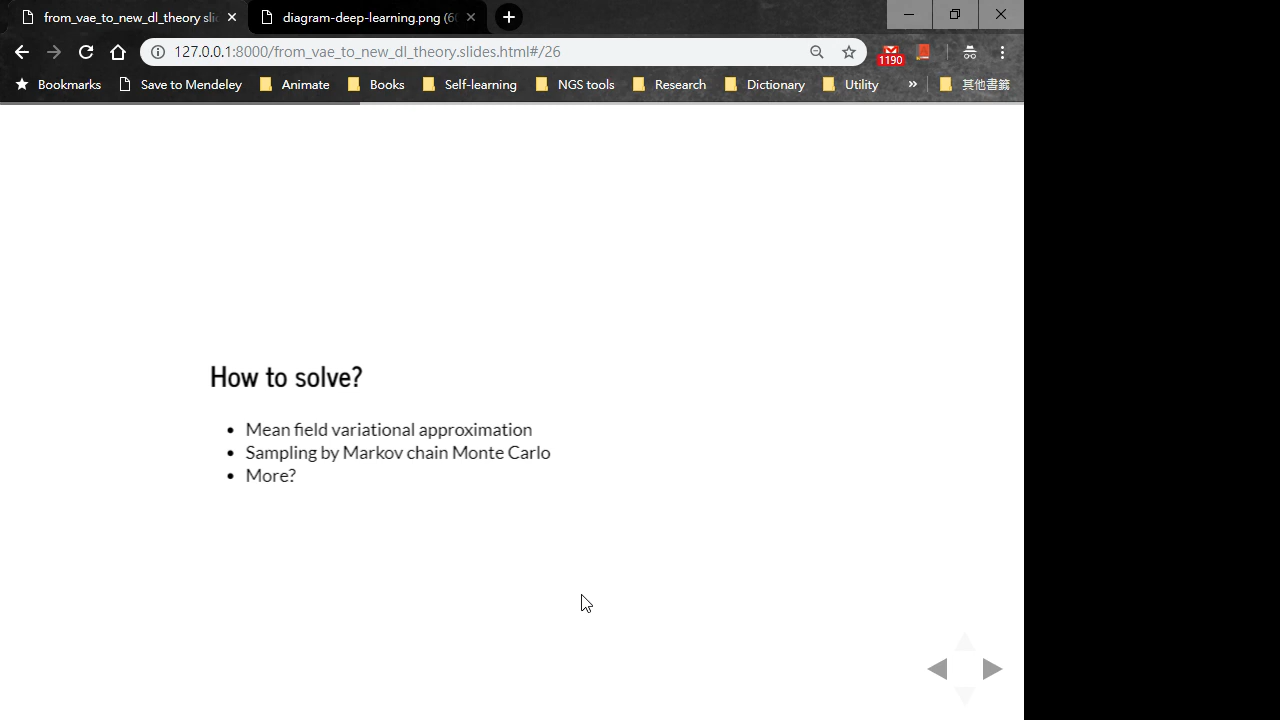 from_vae_to_new_dl_theory sli
diagram-deep-learning.png (6
127.0.0.1:8000/from_vae_to_new_dl_theory.slides.html#/26
1190
Bookmarks
Save to Mendeley
Animate
Books
Self-learning
NGS tools
Research
Dictionary
Utility
»
其他書籤
How to solve?
• Mean field variational approximation
• Sampling by Markov chain Monte Carlo
• More?